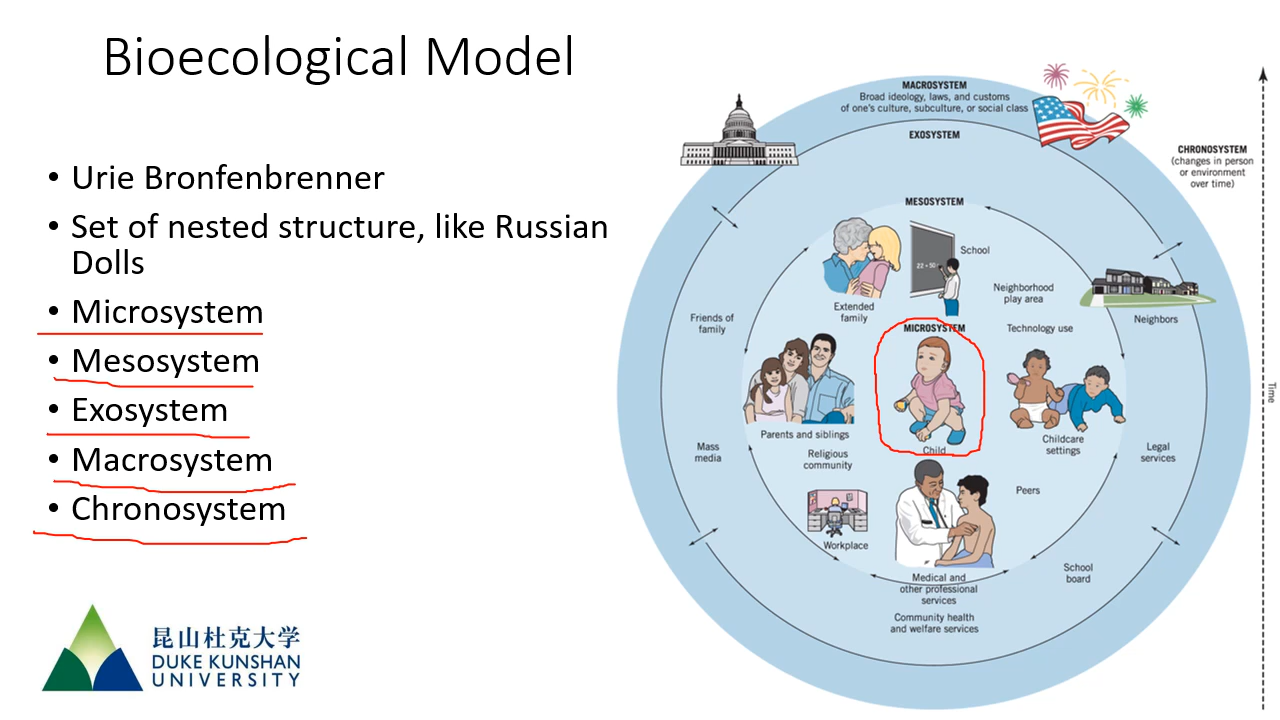 Bioecological Model
• Urie Bronfenbrenner
• Set of nested structure, like Russian
Dolls
• Microsystem
• Mesosystem
• Exosystem
• Macrosystem
• Chronosystem
昆山杜克大学
DUKE KUNSHAN
UNIVERSITY
MACROSYSTEM
Broad ideology, laws, and customs
of one's culture, subculture, or social class
EXOSYSTEM
CHRONOSYSTEM
(changes in person
or environment
over time)
MESOSYSTEM
School
22 + 50
Neighborhood
play area
Extended
family
Friends of
family
Neighbors
MICROSYSTEM
Technology use
Time
Parents and siblings
Child
Childcare
settings
Religious
community
Mass
media
Legal
services
Peers
Workplace
School
board
Medical and
other professional
services
Community health
and welfare services